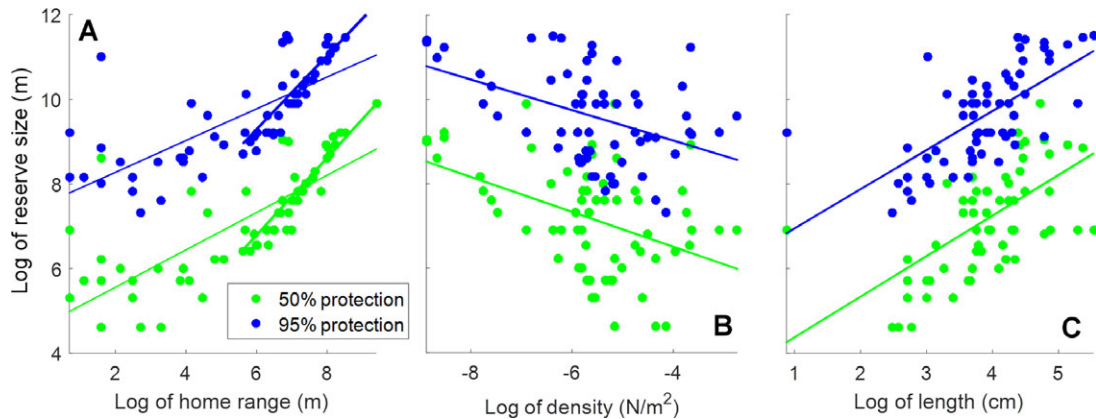 Log of reserve size (m)
12
10
8
6
4
A
50% protection
95% protection
2 4 6 8
Log of home range (m)
B
-8 -6 -4
Log of density (N/m²)
C
1 2 3 4 5
Log of length (cm)